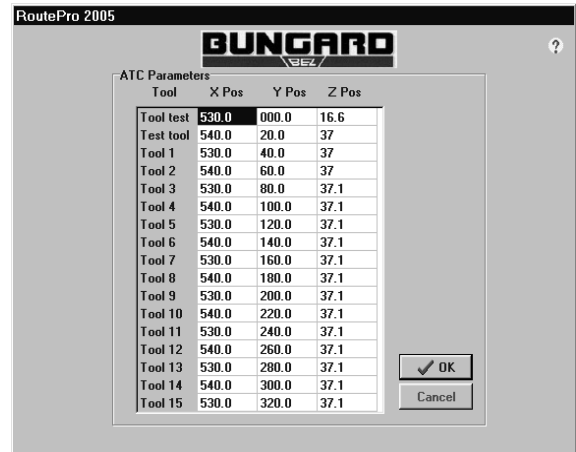 RoutePro 2005
BUNGARD
BEL
?
ATC Parameters
Tool X Pos Y Pos Z Pos
Tool test 530.0 000.0 16.6
Test tool 540.0 20.0 37
Tool 1 530.0 40.0 37
Tool 2 540.0 60.0 37
Tool 3 530.0 80.0 37.1
Tool 4 540.0 100.0 37.1
Tool 5 530.0 120.0 37.1
Tool 6 540.0 140.0 37.1
Tool 7 530.0 160.0 37.1
Tool 8 540.0 180.0 37.1
Tool 9 530.0 200.0 37.1
Tool 10 540.0 220.0 37.1
Tool 11 530.0 240.0 37.1
Tool 12 540.0 260.0 37.1
Tool 13 530.0 280.0 37.1
Tool 14 540.0 300.0 37.1
Tool 15 530.0 320.0 37.1
OK
Cancel